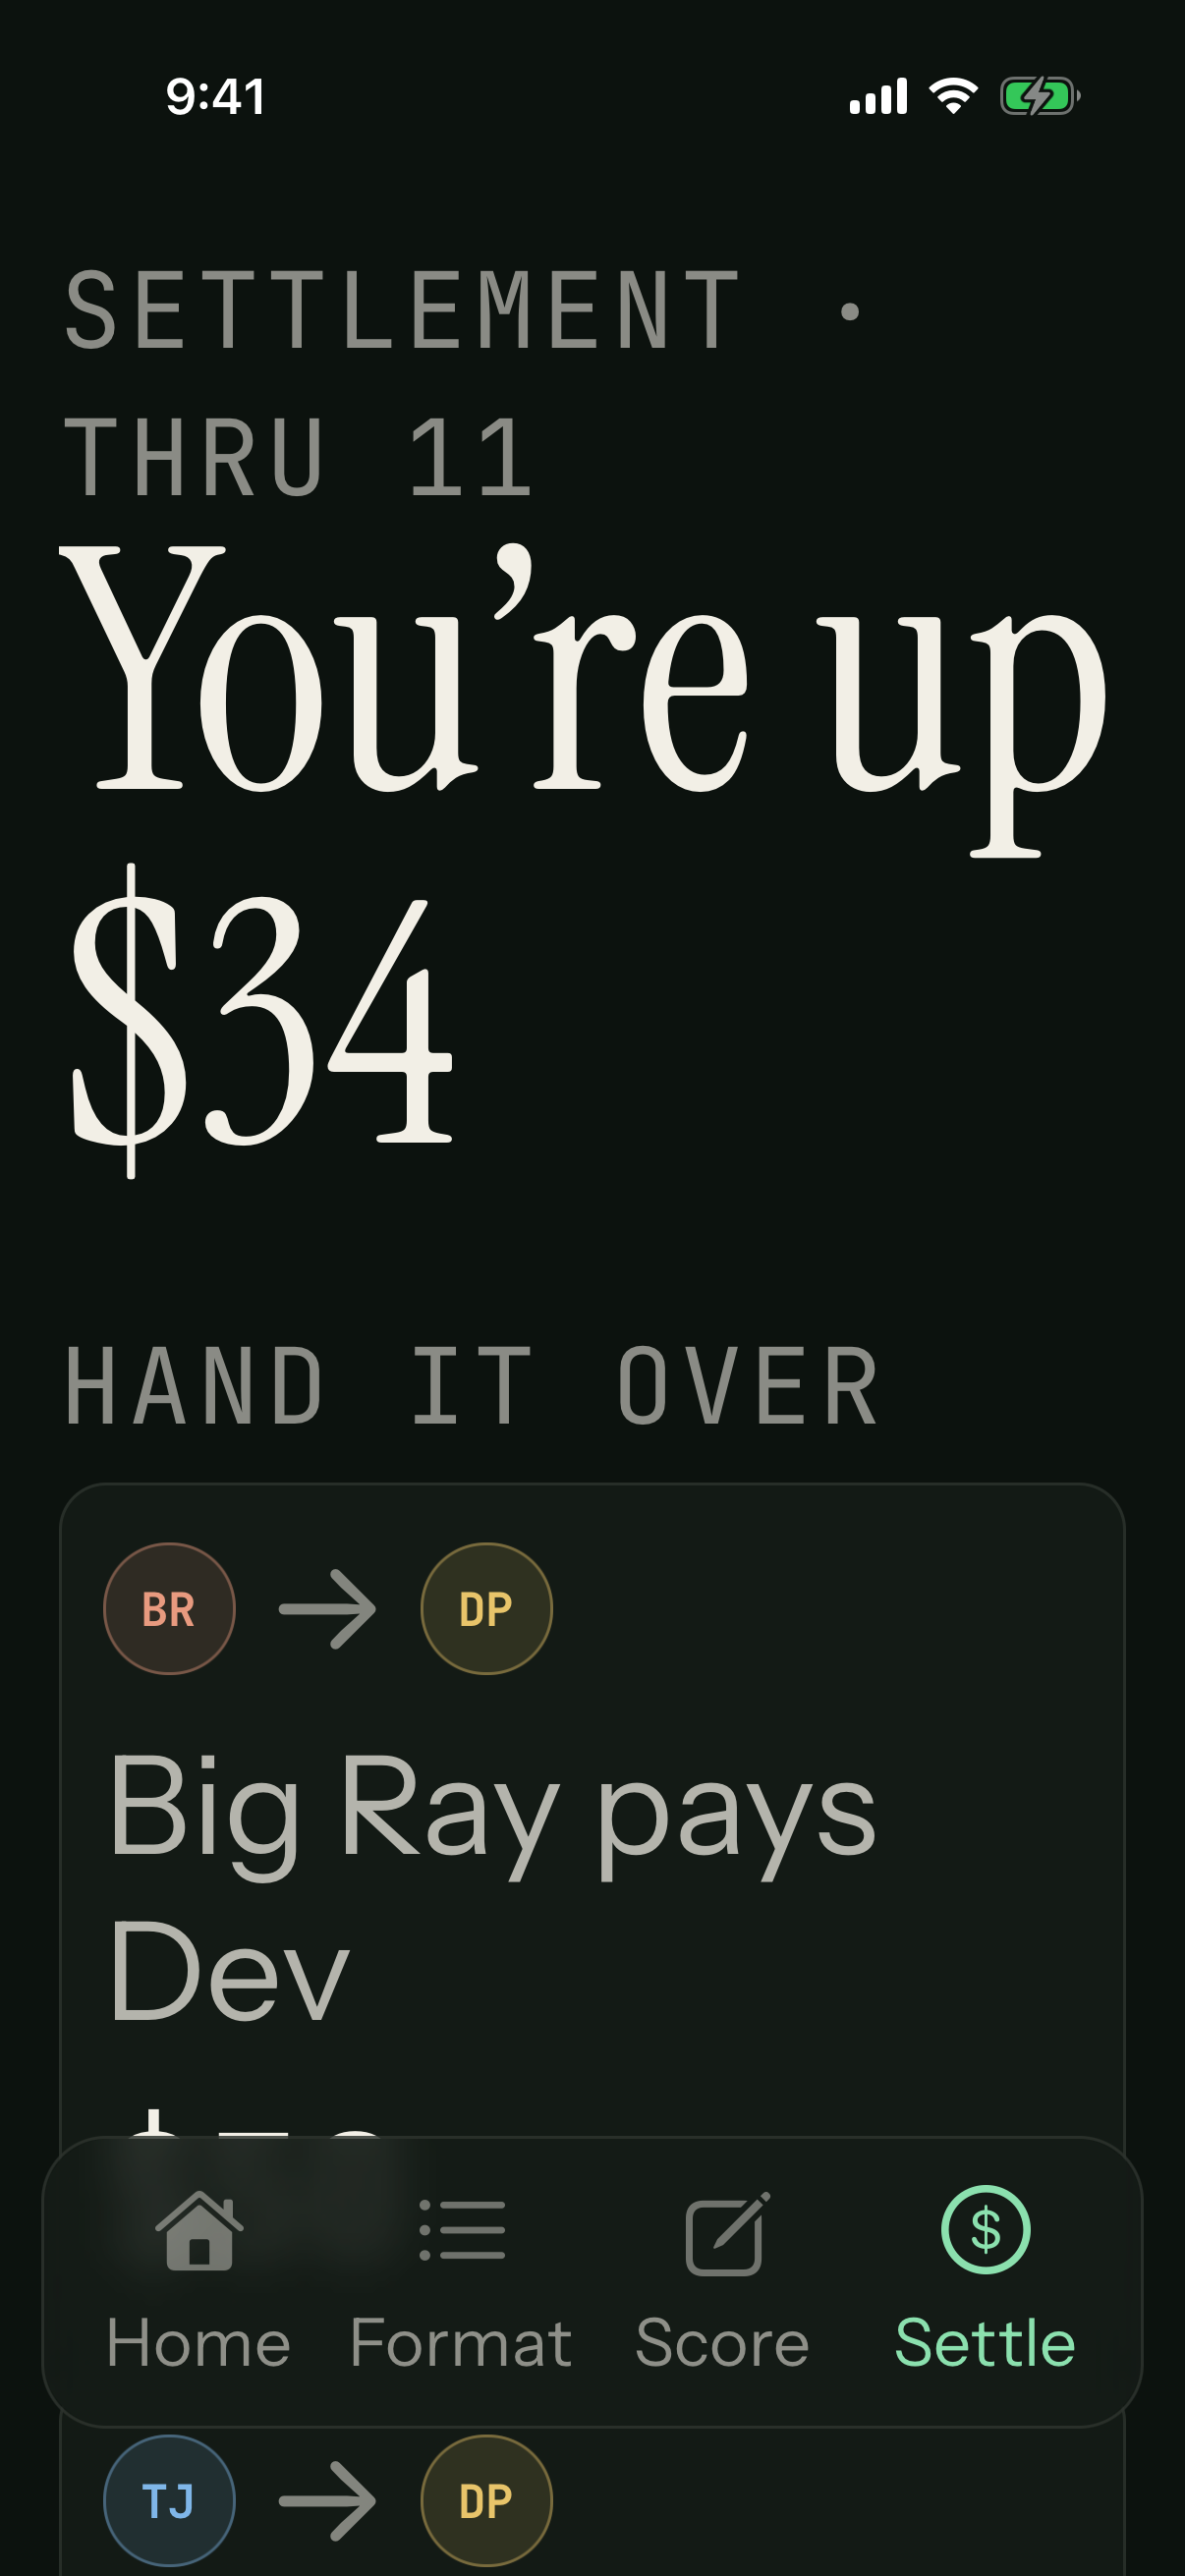 9:41
SETTLEMENT ·
THRU 11
You’re up
$34
HAND IT OVER
BR → DP
Big Ray pays
Dev
Home Format Score Settle
TJ → DP